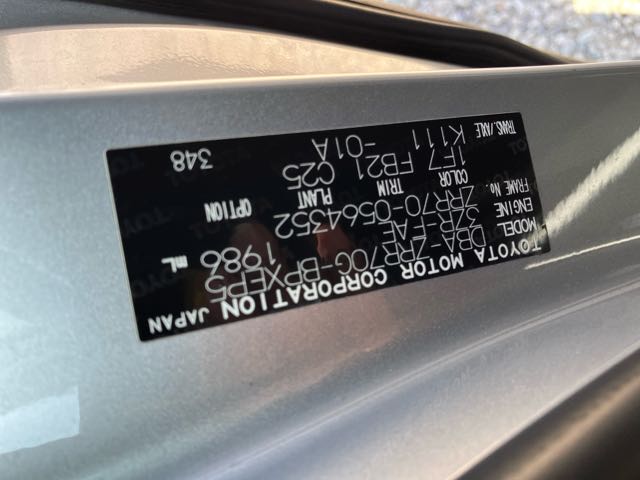 TOYOTA MOTOR CORPORATION JAPAN
MODEL DBA-ZRR70G-BPXEP5
ENGINE 3ZR-FAE 1986 mL
FRAME No. ZRR70-0564352
COLOR TRIM PLANT OPTION
1F7 FB21 C25
TRANS./AXLE K111 -01A 348